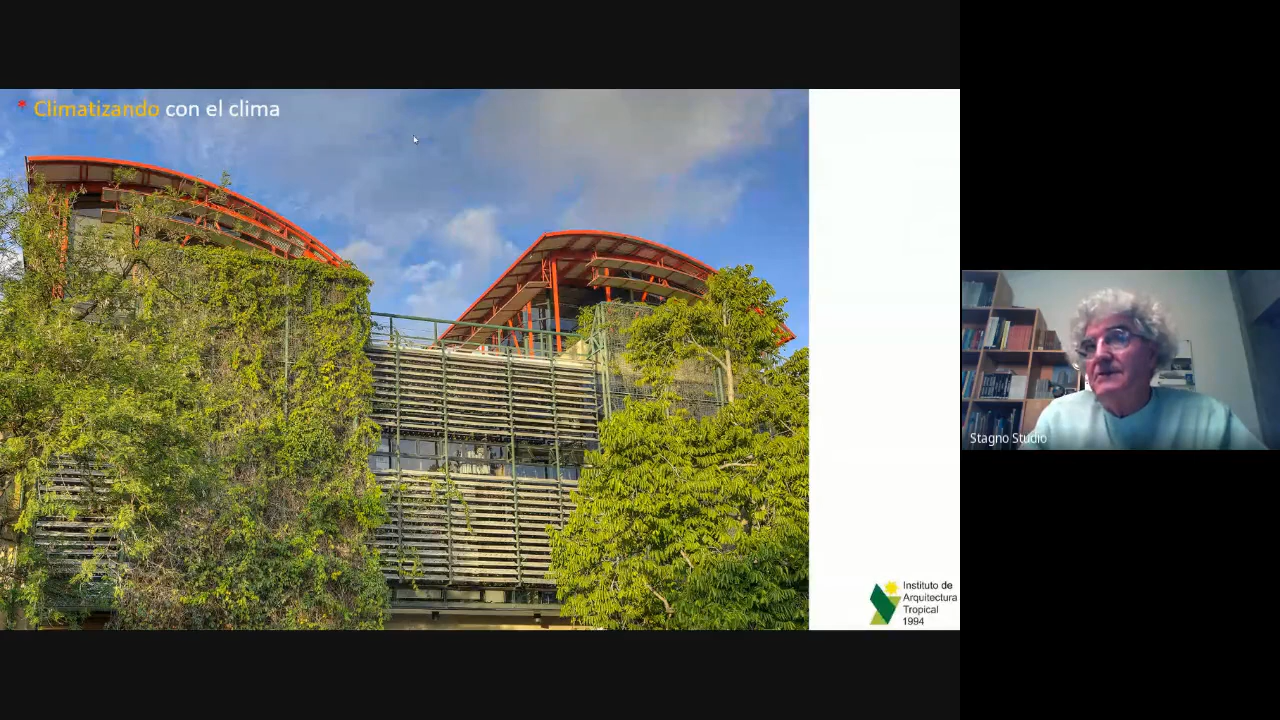 * Climatizando con el clima
Stagno Studio
Instituto de
Arquitectura
Tropical
1994